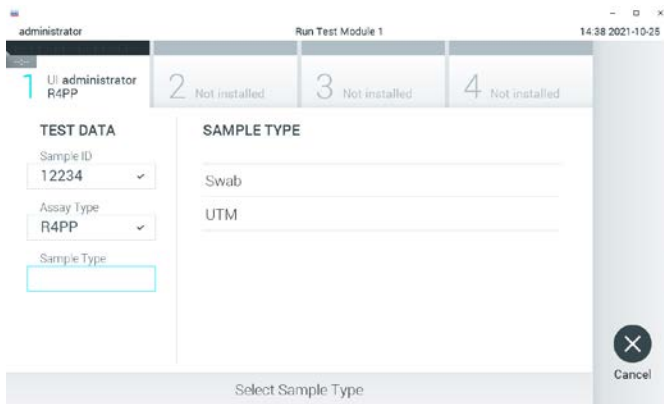 administrator
Run Test Module 1
14:38 2021-10-25
1
UI administrator
R4PP
2 Not installed
3 Not installed
4 Not installed
TEST DATA
Sample ID
12234
Assay Type
R4PP
Sample Type
SAMPLE TYPE
Swab
UTM
Cancel
Select Sample Type